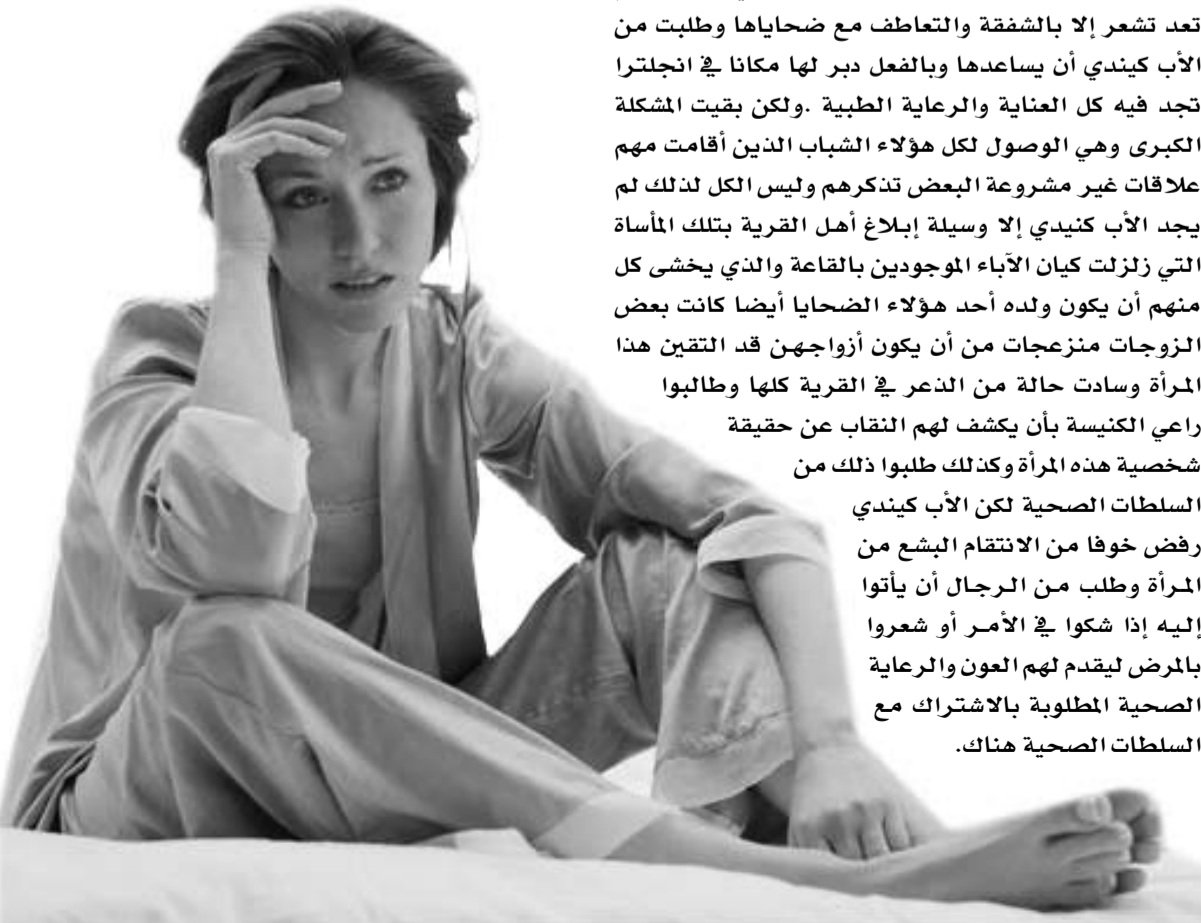 تعد تشعر إلا بالشفقة والتعاطف مع ضحاياها وطلبت من
الأب كيندي أن يساعدها وبالفعل دبر لها مكانا في انجلترا
تجد فيه كل العناية والرعاية الطبية .ولكن بقيت المشكلة
الكبرى وهي الوصول لكل هؤلاء الشباب الذين أقامت مهم
علاقات غير مشروعة البعض تذكرهم وليس الكل لذلك لم
يجد الأب كنيدي إلا وسيلة إبلاغ أهل القرية بتلك المأساة
التي زلزلت كيان الآباء الموجودين بالقاعة والذي يخشى كل
منهم أن يكون ولده أحد هؤلاء الضحايا أيضا كانت بعض
الزوجات منزعجات من أن يكون أزواجهن قد التقين هذا
المرأة وسادت حالة من الذعر في القرية كلها وطالبوا
راعي الكنيسة بأن يكشف لهم النقاب عن حقيقة
شخصية هذه المرأة وكذلك طلبوا ذلك من
السلطات الصحية لكن الأب كيندي
رفض خوفا من الانتقام البشع من
المرأة وطلب من الرجال أن يأتوا
إليه إذا شكوا في الأمر أو شعروا
بالمرض ليقدم لهم العون والرعاية
الصحية المطلوبة بالاشتراك مع
السلطات الصحية هناك.